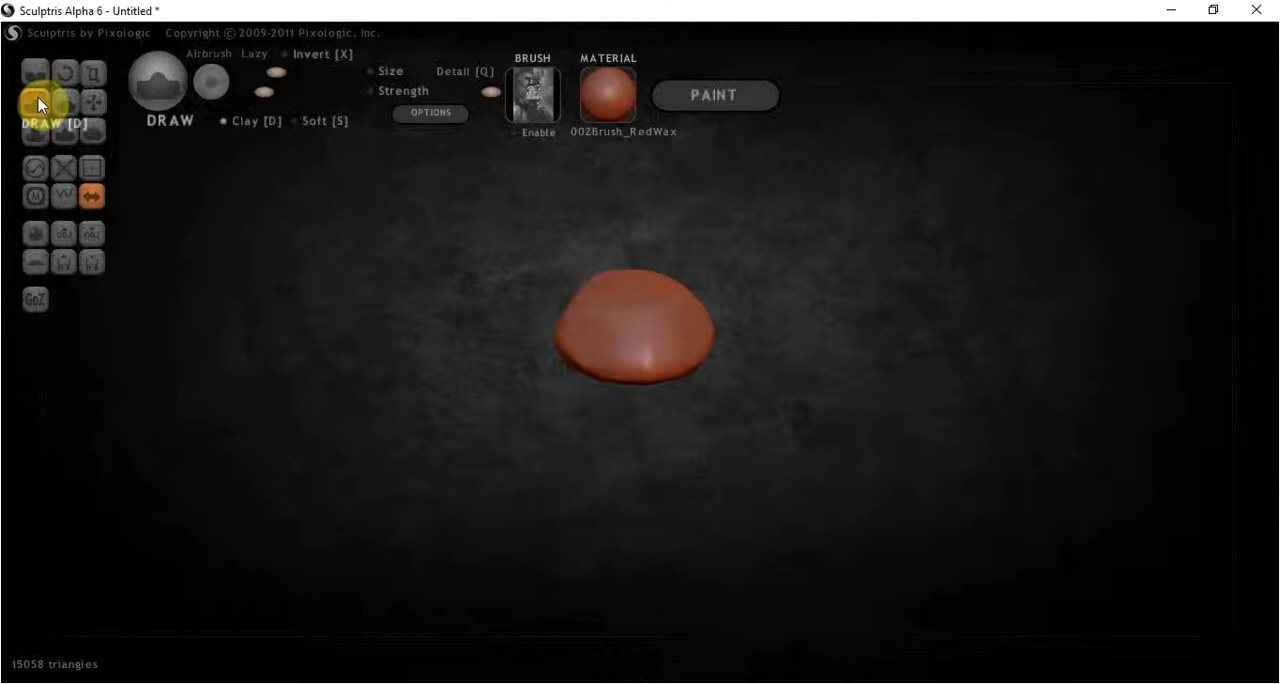 Sculptris Alpha 6 - Untitled *
Sculptris by Pixologic Copyright © 2009-2011 Pixologic, Inc.
Airbrush Lazy Invert [X]
Size Detail [Q]
Strength
OPTIONS
DRAW
Clay [D] Soft [S]
BRUSH
Enable
MATERIAL
00ZBrush_RedWax
PAINT
DRAW [D]
OBJ
GoZ
15058 triangles